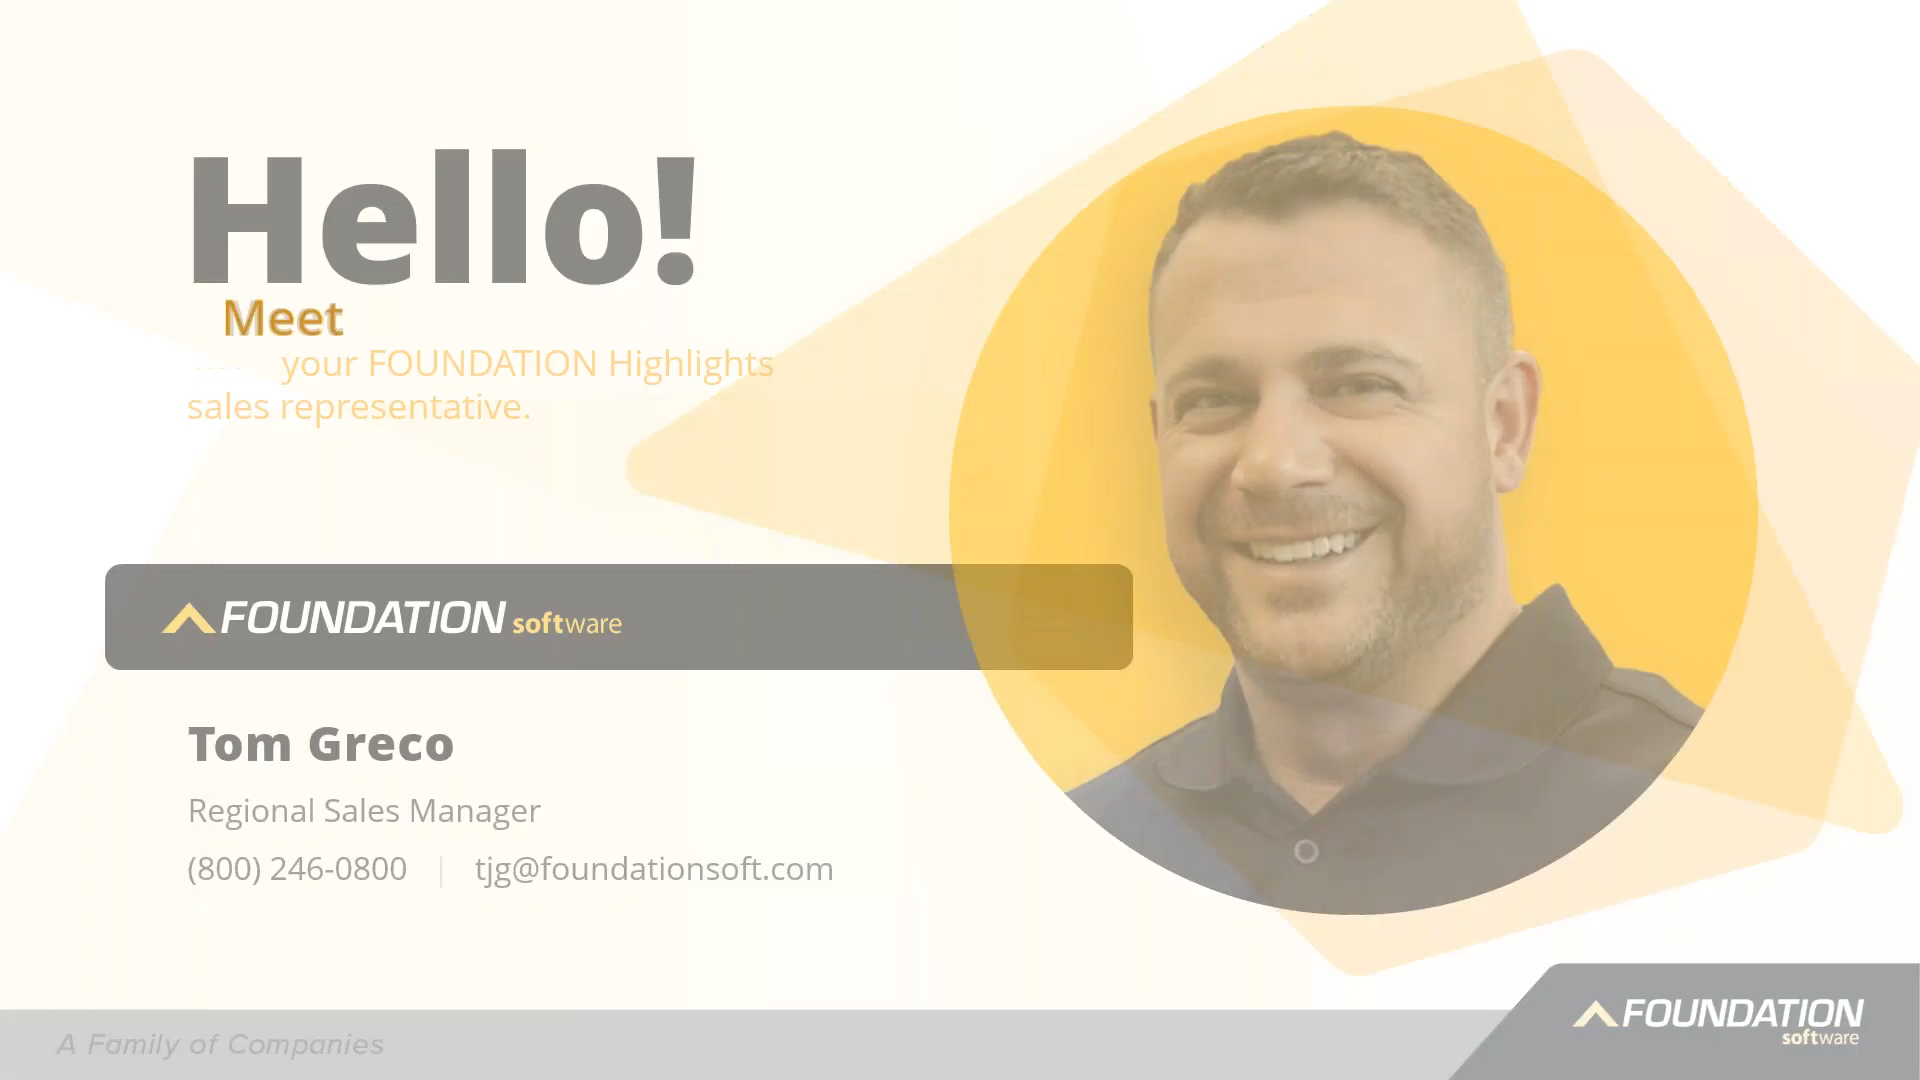 Hello!
Meet
your FOUNDATION Highlights
sales representative.
FOUNDATION software
Tom Greco
Regional Sales Manager
(800) 246-0800 | tjg@foundationsoft.com
A Family of Companies
FOUNDATION
software